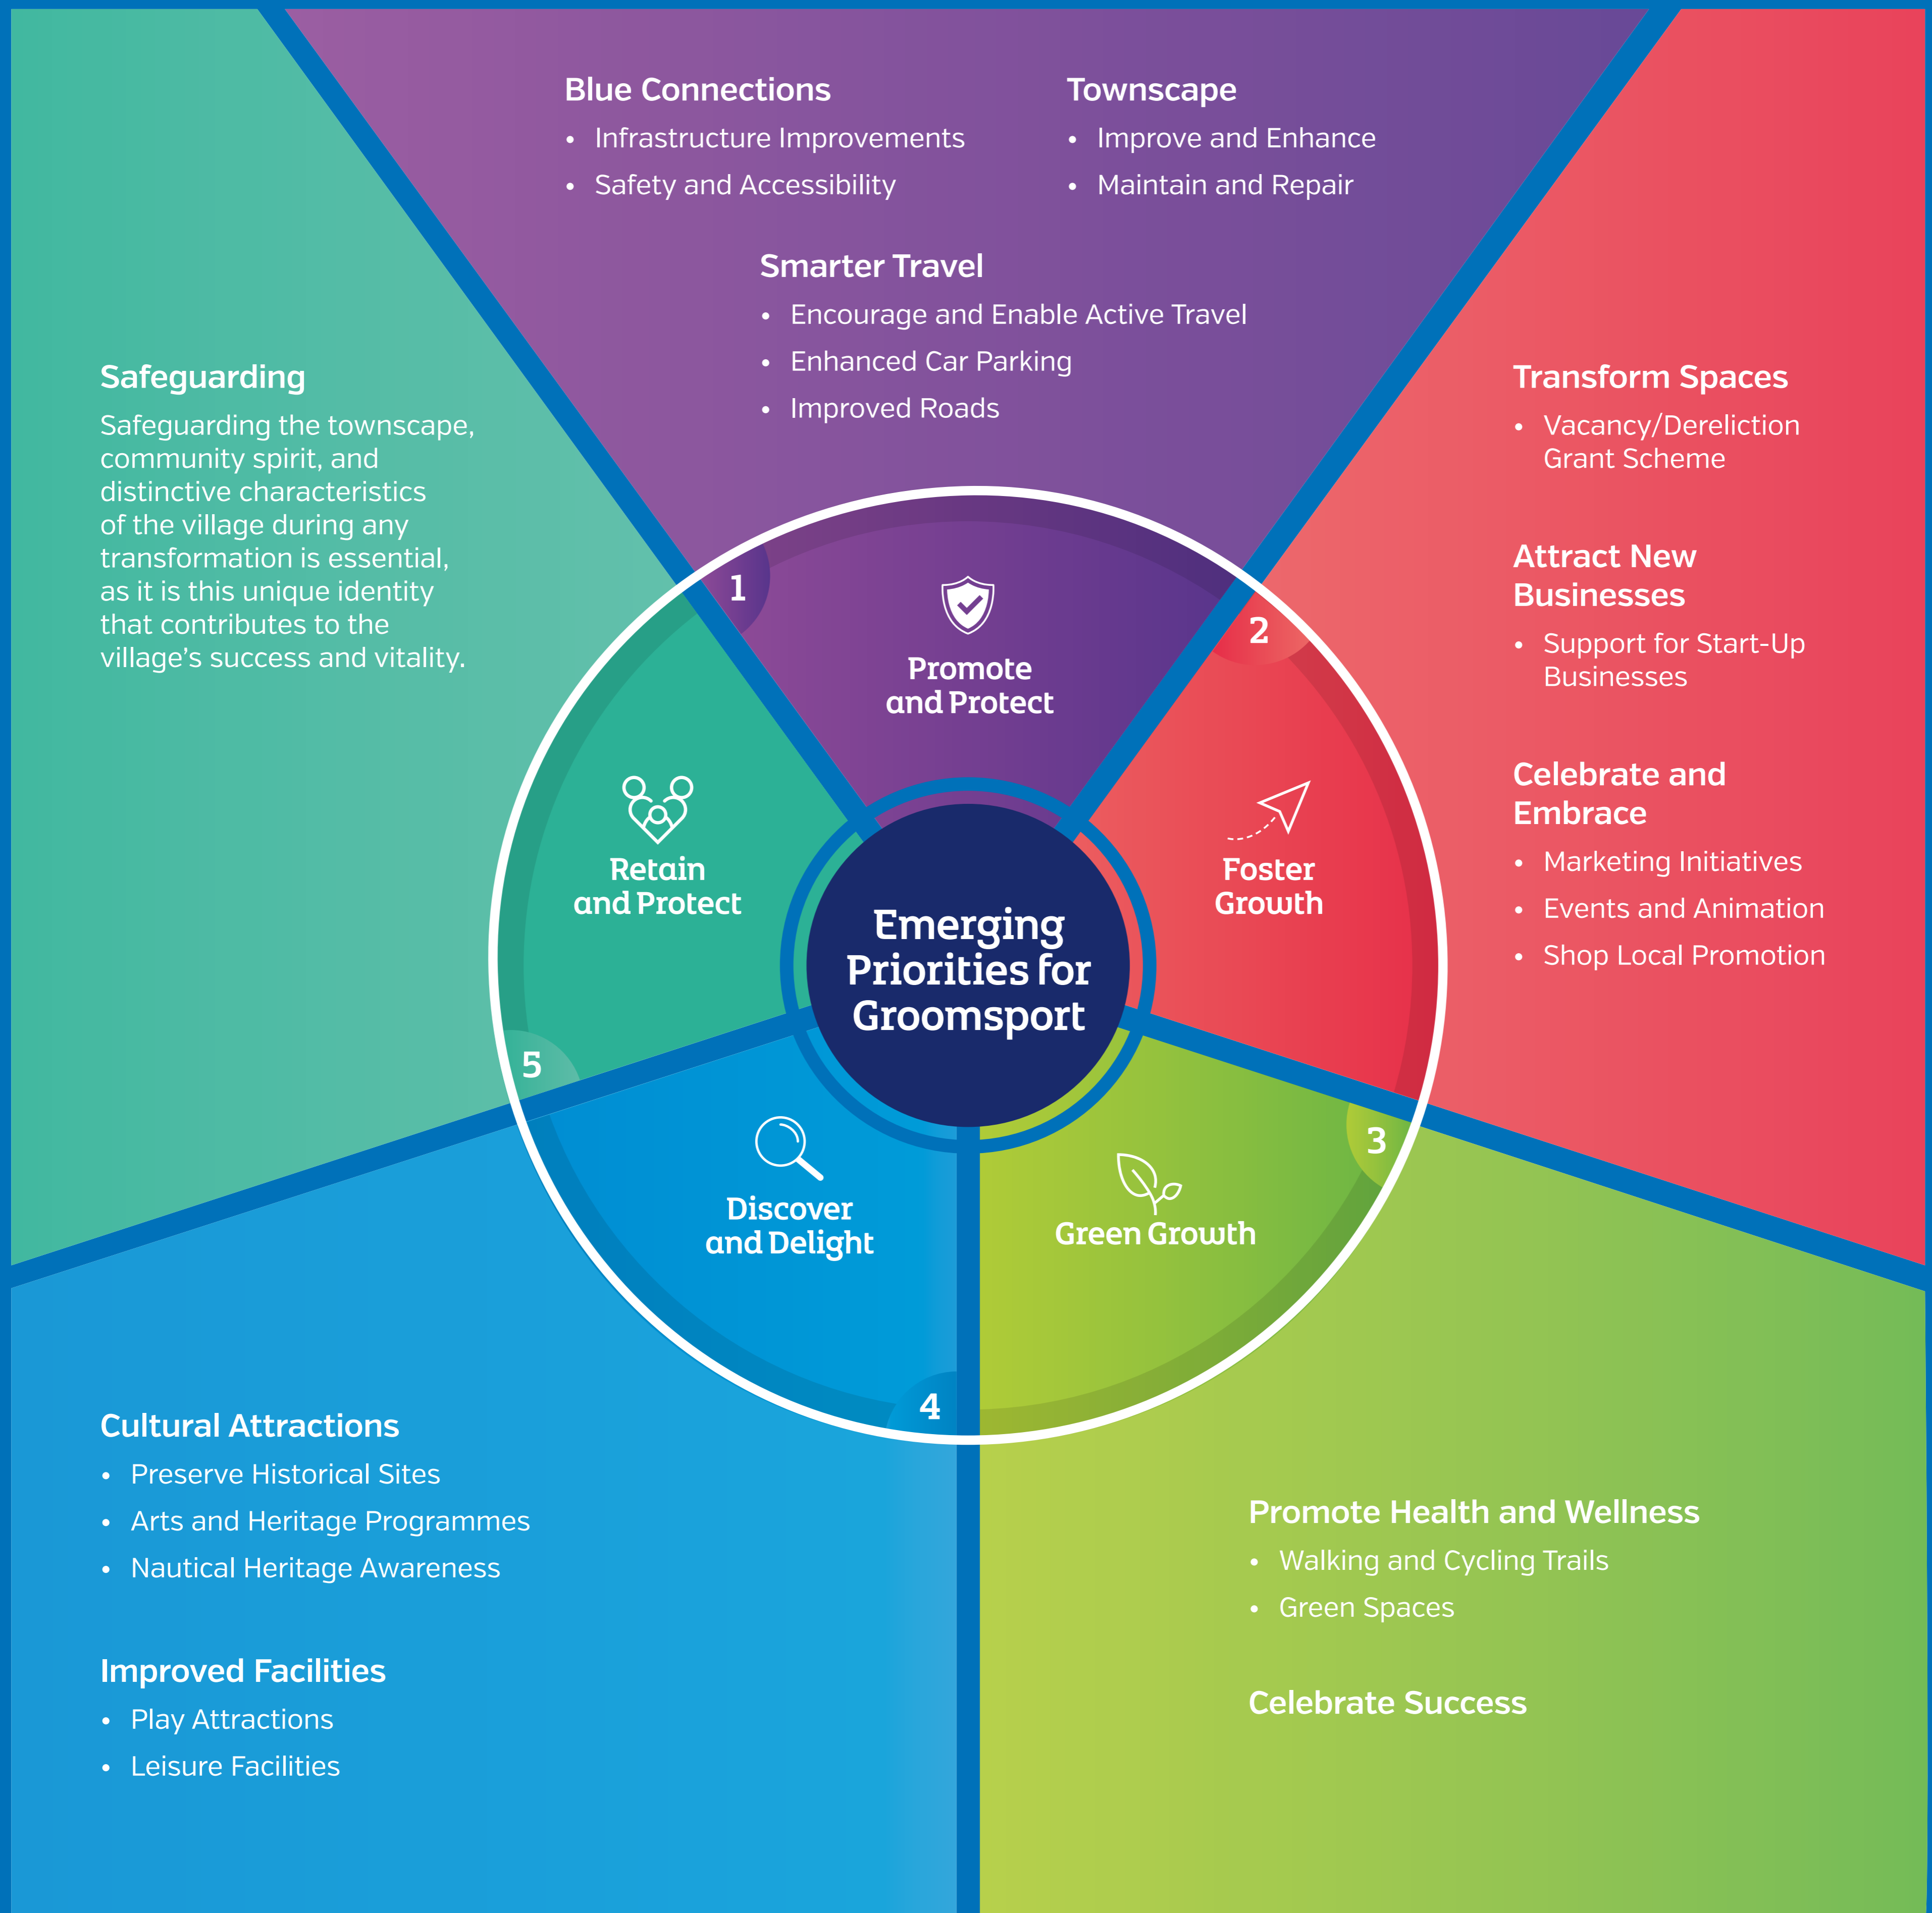 Blue Connections
• Infrastructure Improvements
• Safety and Accessibility
Townscape
• Improve and Enhance
• Maintain and Repair
Smarter Travel
• Encourage and Enable Active Travel
• Enhanced Car Parking
• Improved Roads
1
Promote
and Protect
2
Foster
Growth
Transform Spaces
• Vacancy/Dereliction
Grant Scheme
Attract New
Businesses
• Support for Start-Up
Businesses
Celebrate and
Embrace
• Marketing Initiatives
• Events and Animation
• Shop Local Promotion
3
Green Growth
Promote Health and Wellness
• Walking and Cycling Trails
• Green Spaces
Celebrate Success
4
Discover
and Delight
Cultural Attractions
• Preserve Historical Sites
• Arts and Heritage Programmes
• Nautical Heritage Awareness
Improved Facilities
• Play Attractions
• Leisure Facilities
5
Retain
and Protect
Safeguarding
Safeguarding the townscape,
community spirit, and
distinctive characteristics
of the village during any
transformation is essential,
as it is this unique identity
that contributes to the
village’s success and vitality.
Emerging
Priorities for
Groomsport